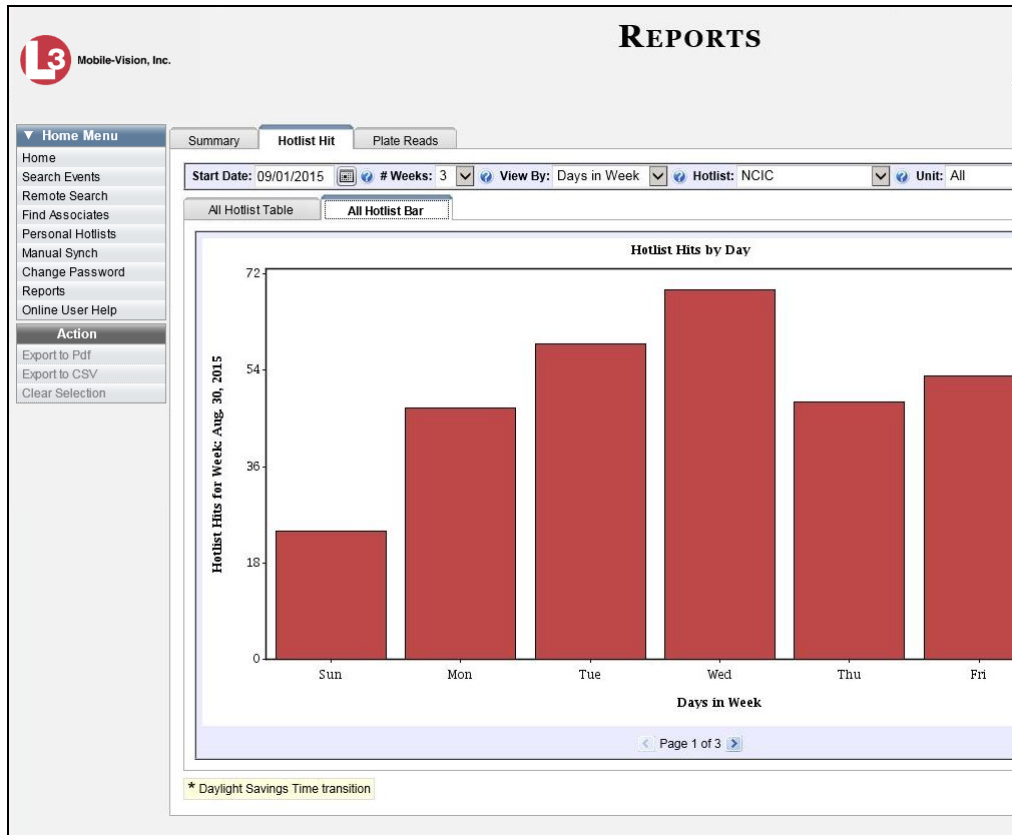 REPORTS
L3 Mobile-Vision, Inc.
▼ Home Menu
Home
Search Events
Remote Search
Find Associates
Personal Hotlists
Manual Synch
Change Password
Reports
Online User Help
Action
Export to Pdf
Export to CSV
Clear Selection
Summary Hotlist Hit Plate Reads
Start Date: 09/01/2015 # Weeks: 3 View By: Days in Week Hotlist: NCIC Unit: All
All Hotlist Table All Hotlist Bar
Hotlist Hits by Day
Hotlist Hits for Week: Aug. 30, 2015
72
54
36
18
0
Sun Mon Tue Wed Thu Fri
Days in Week
< Page 1 of 3 >
* Daylight Savings Time transition